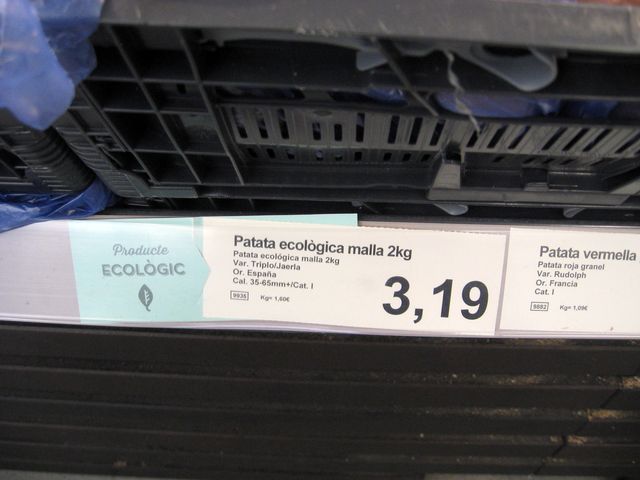 Producte
ECOLÒGIC
Patata ecològica malla 2kg
Patata ecológica malla 2kg
Var. Triplo/Jaerla
Or. España
Cal. 35-65mm+/Cat. I
9935 Kg= 1,60€
3,19
Patata vermella
Patata roja granel
Var. Rudolph
Or. Francia
Cat. I
9882 Kg= 1,09€